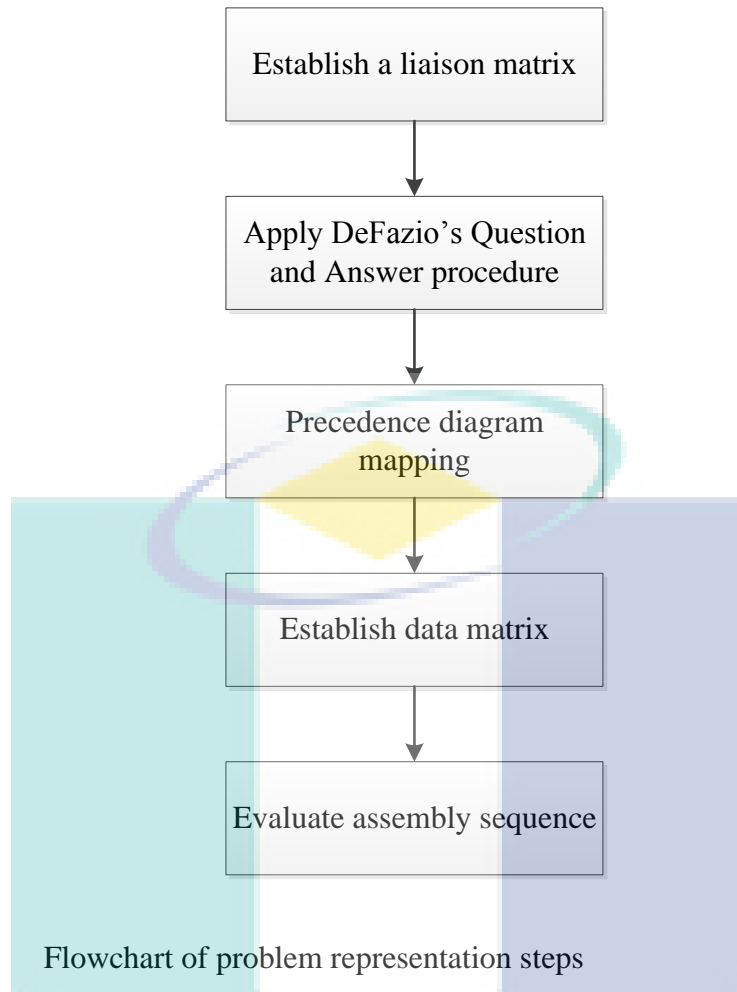 Establish a liaison matrix
Apply DeFazio’s Question
and Answer procedure
Precedence diagram
mapping
Establish data matrix
Evaluate assembly sequence
Flowchart of problem representation steps